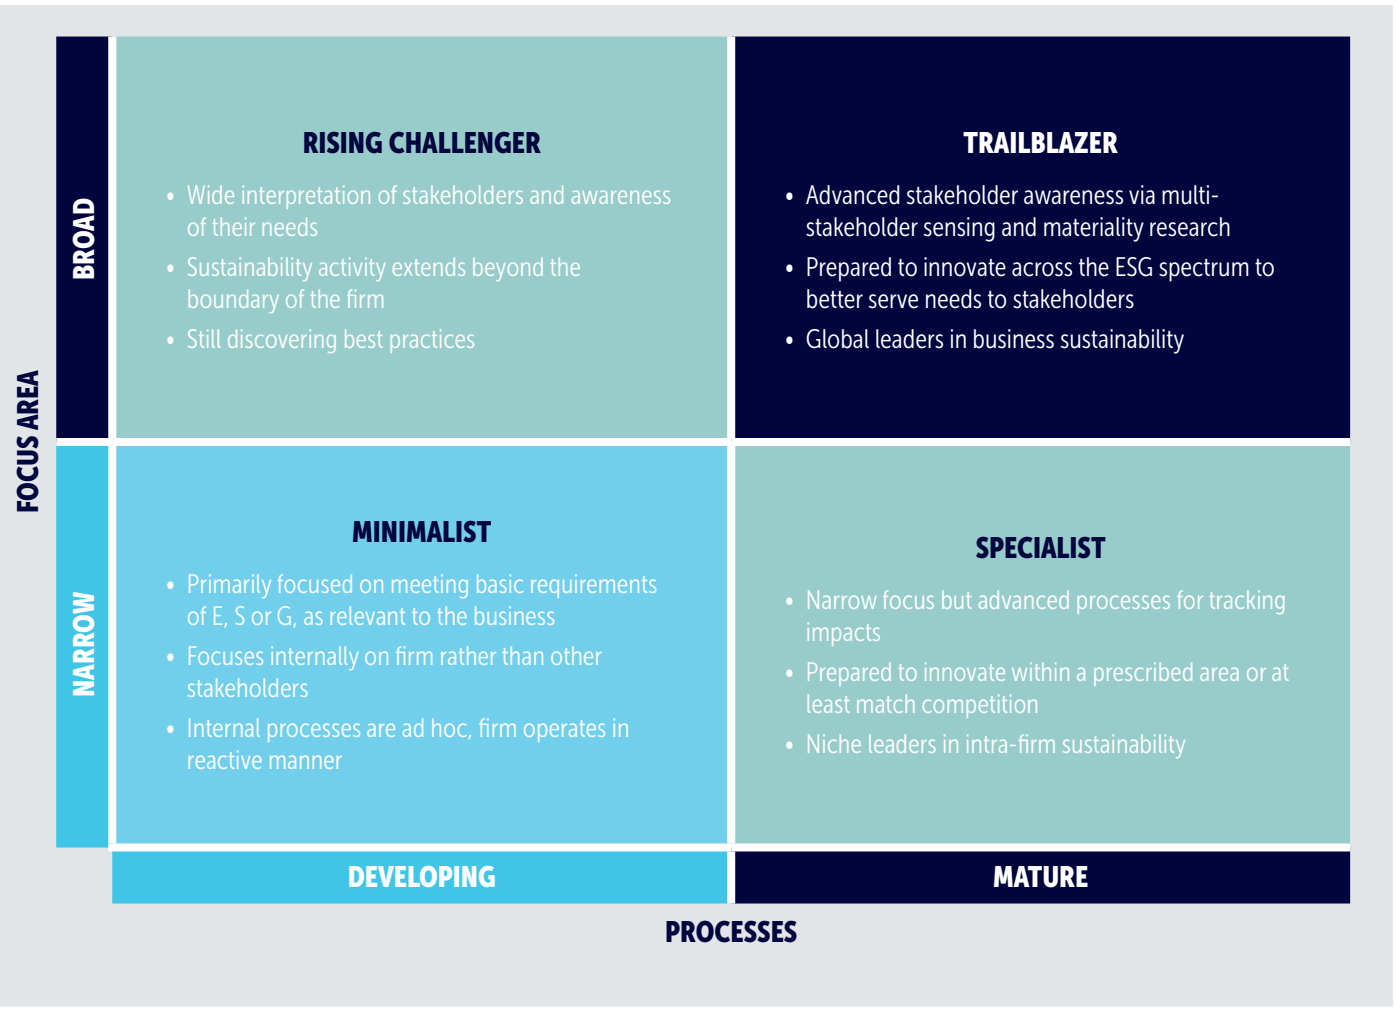 FOCUS AREA
BROAD
RISING CHALLENGER
• Wide interpretation of stakeholders and awareness
of their needs
• Sustainability activity extends beyond the
boundary of the firm
• Still discovering best practices
TRAILBLAZER
• Advanced stakeholder awareness via multi-
stakeholder sensing and materiality research
• Prepared to innovate across the ESG spectrum to
better serve needs to stakeholders
• Global leaders in business sustainability
NARROW
MINIMALIST
• Primarily focused on meeting basic requirements
of E, S or G, as relevant to the business
• Focuses internally on firm rather than other
stakeholders
• Internal processes are ad hoc, firm operates in
reactive manner
SPECIALIST
• Narrow focus but advanced processes for tracking
impacts
• Prepared to innovate within a prescribed area or at
least match competition
• Niche leaders in intra-firm sustainability
DEVELOPING
MATURE
PROCESSES